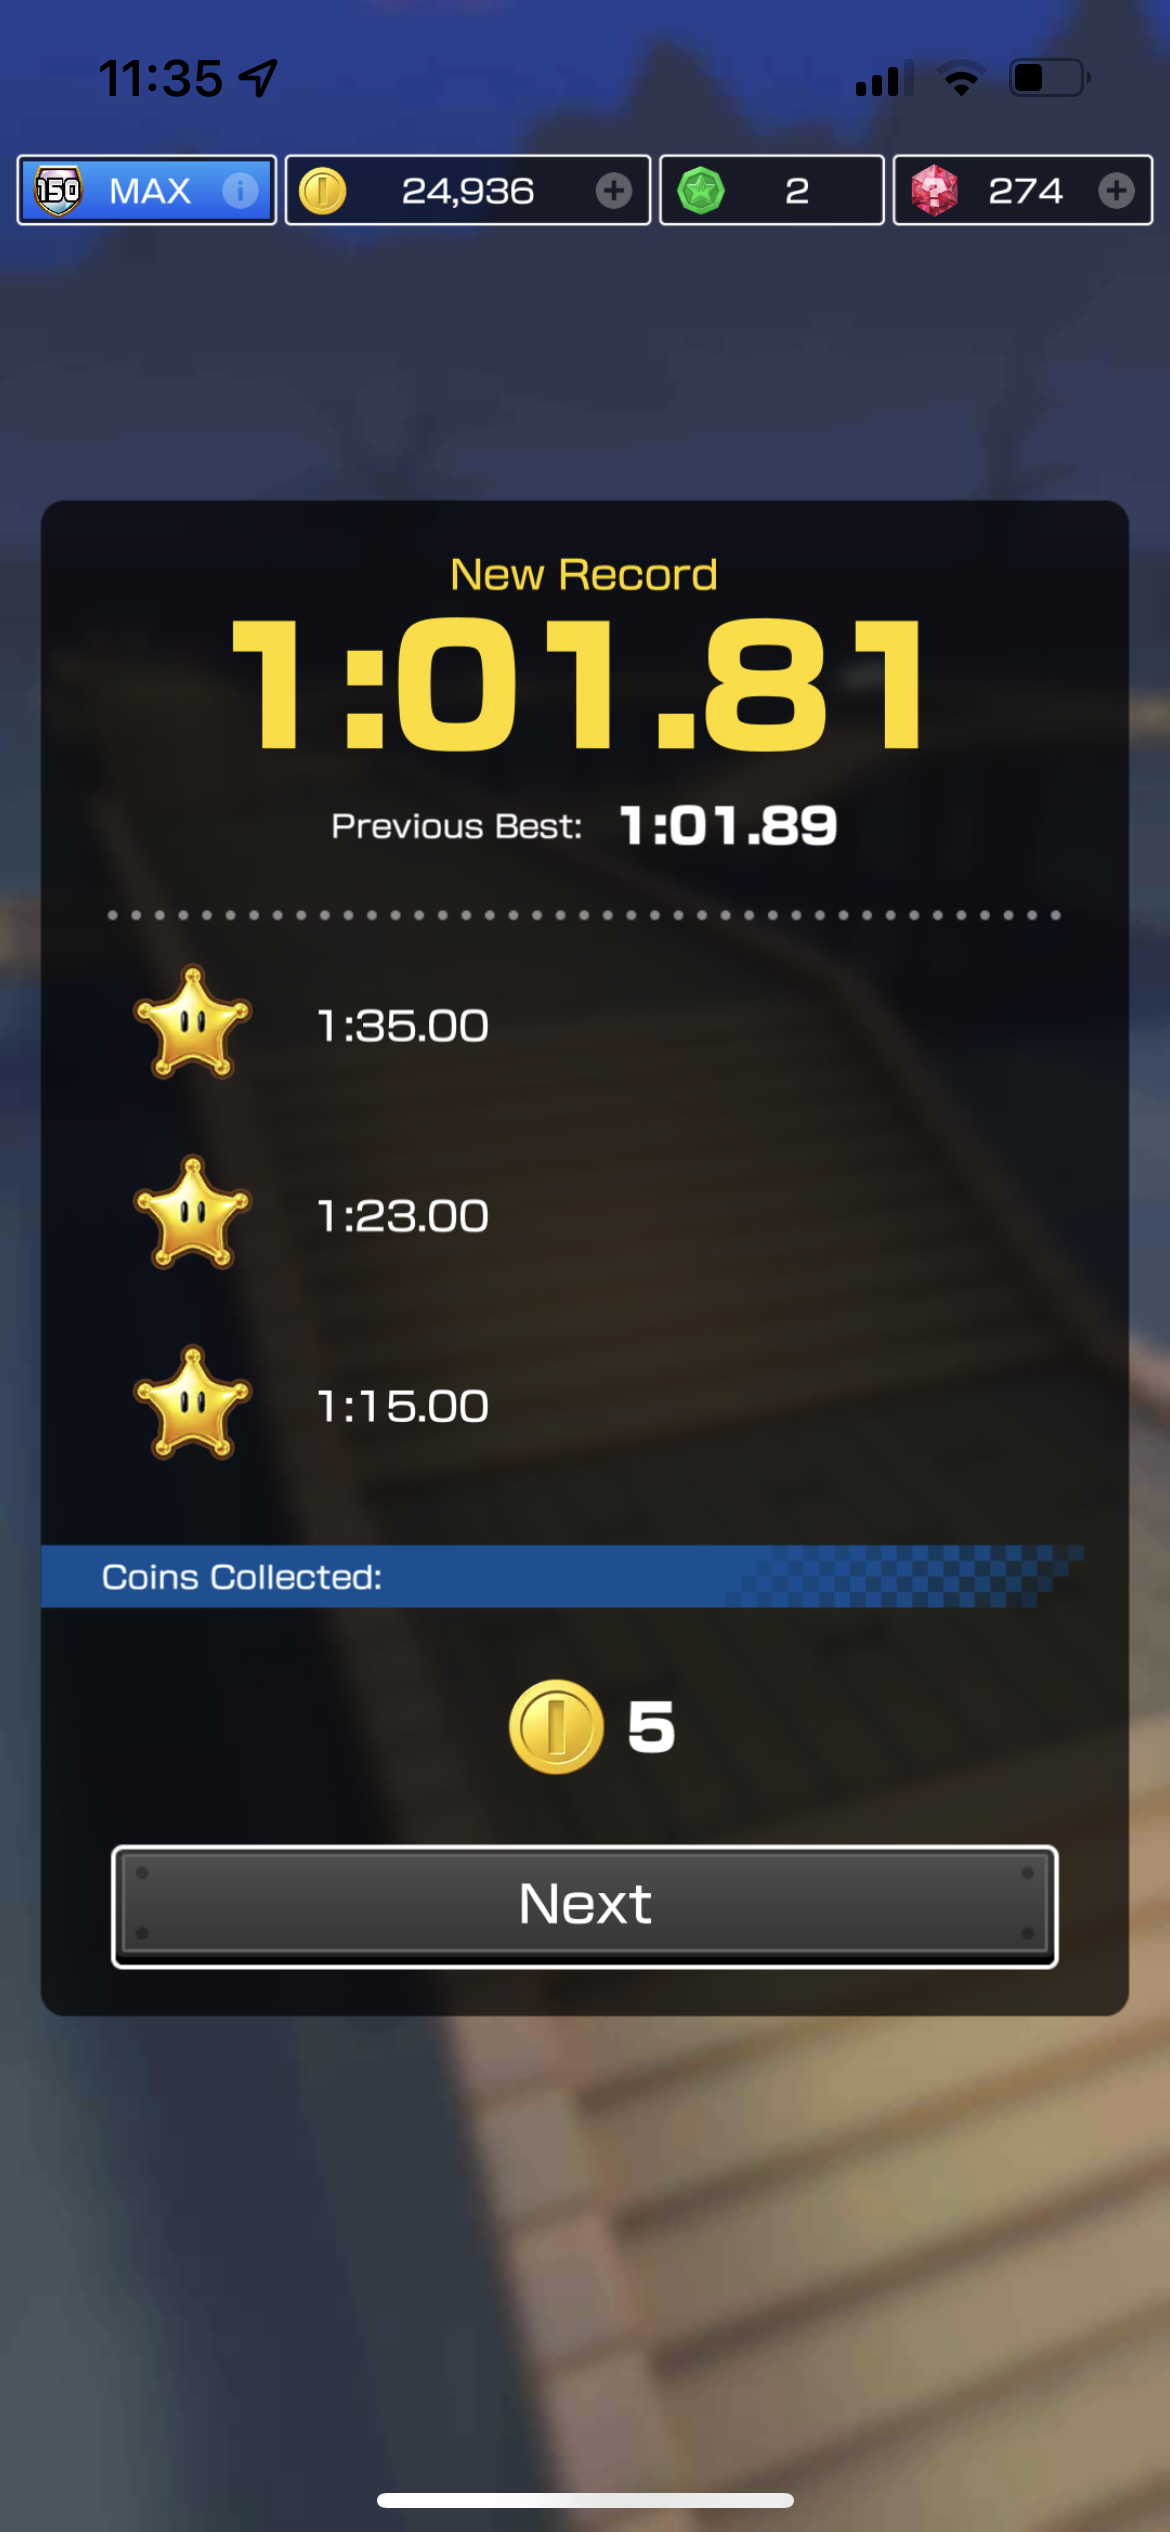 11:35
150 MAX i 24,936 + 2 ? 274 +
New Record
1:01.81
Previous Best: 1:01.89
1:35.00
1:23.00
1:15.00
Coins Collected:
5
Next